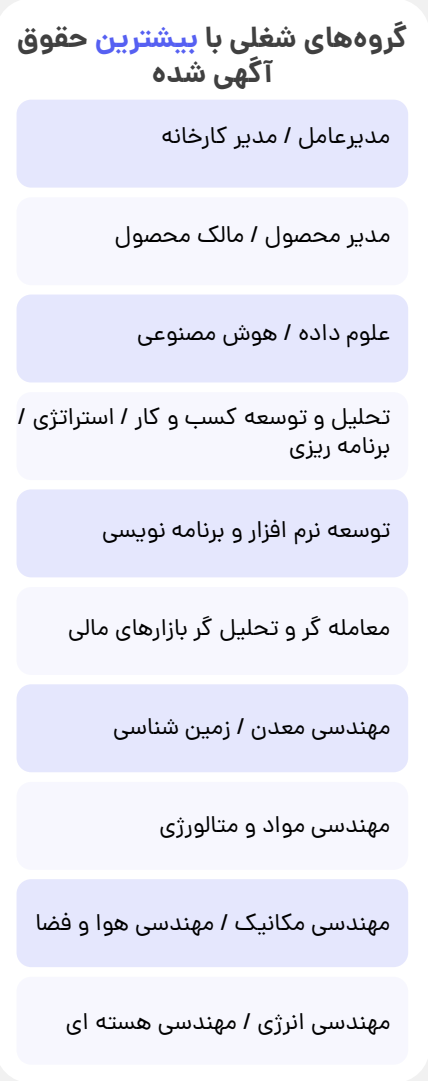 گروه‌های شغلی با بیشترین حقوق
آگهی شده
مدیرعامل / مدیر کارخانه
مدیر محصول / مالک محصول
علوم داده / هوش مصنوعی
تحلیل و توسعه کسب و کار / استراتژی /
برنامه ریزی
توسعه نرم افزار و برنامه نویسی
معامله گر و تحلیل گر بازارهای مالی
مهندسی معدن / زمین شناسی
مهندسی مواد و متالورژی
مهندسی مکانیک / مهندسی هوا و فضا
مهندسی انرژی / مهندسی هسته ای